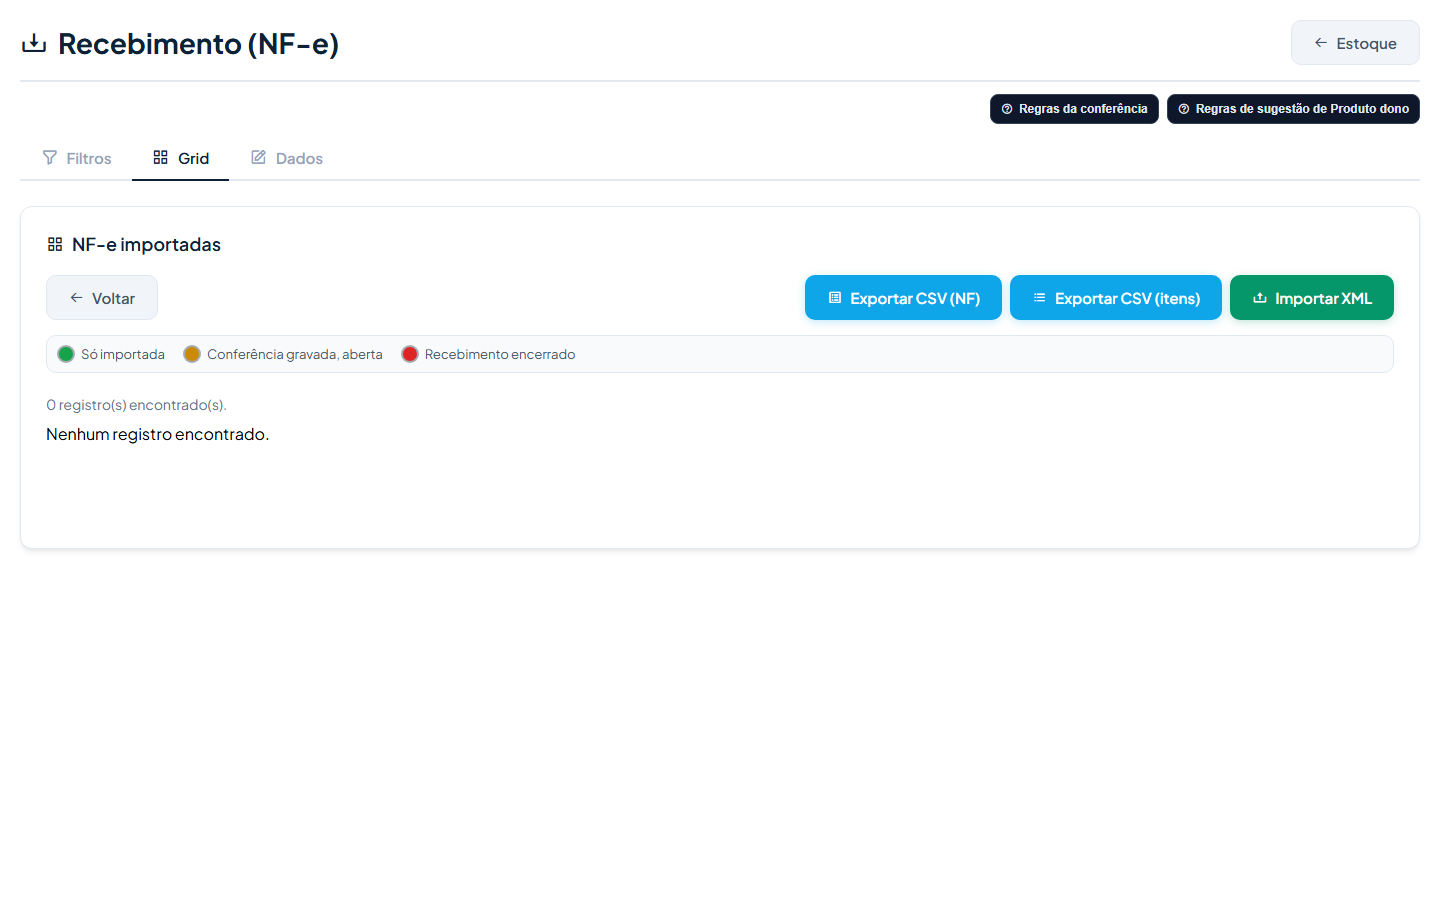 Recebimento (NF-e)
Estoque
Regras da conferência
Regras de sugestão de Produto dono
Filtros
Grid
Dados
NF-e importadas
Voltar
Exportar CSV (NF)
Exportar CSV (itens)
Importar XML
Só importada
Conferência gravada, aberta
Recebimento encerrado
0 registro(s) encontrado(s).
Nenhum registro encontrado.